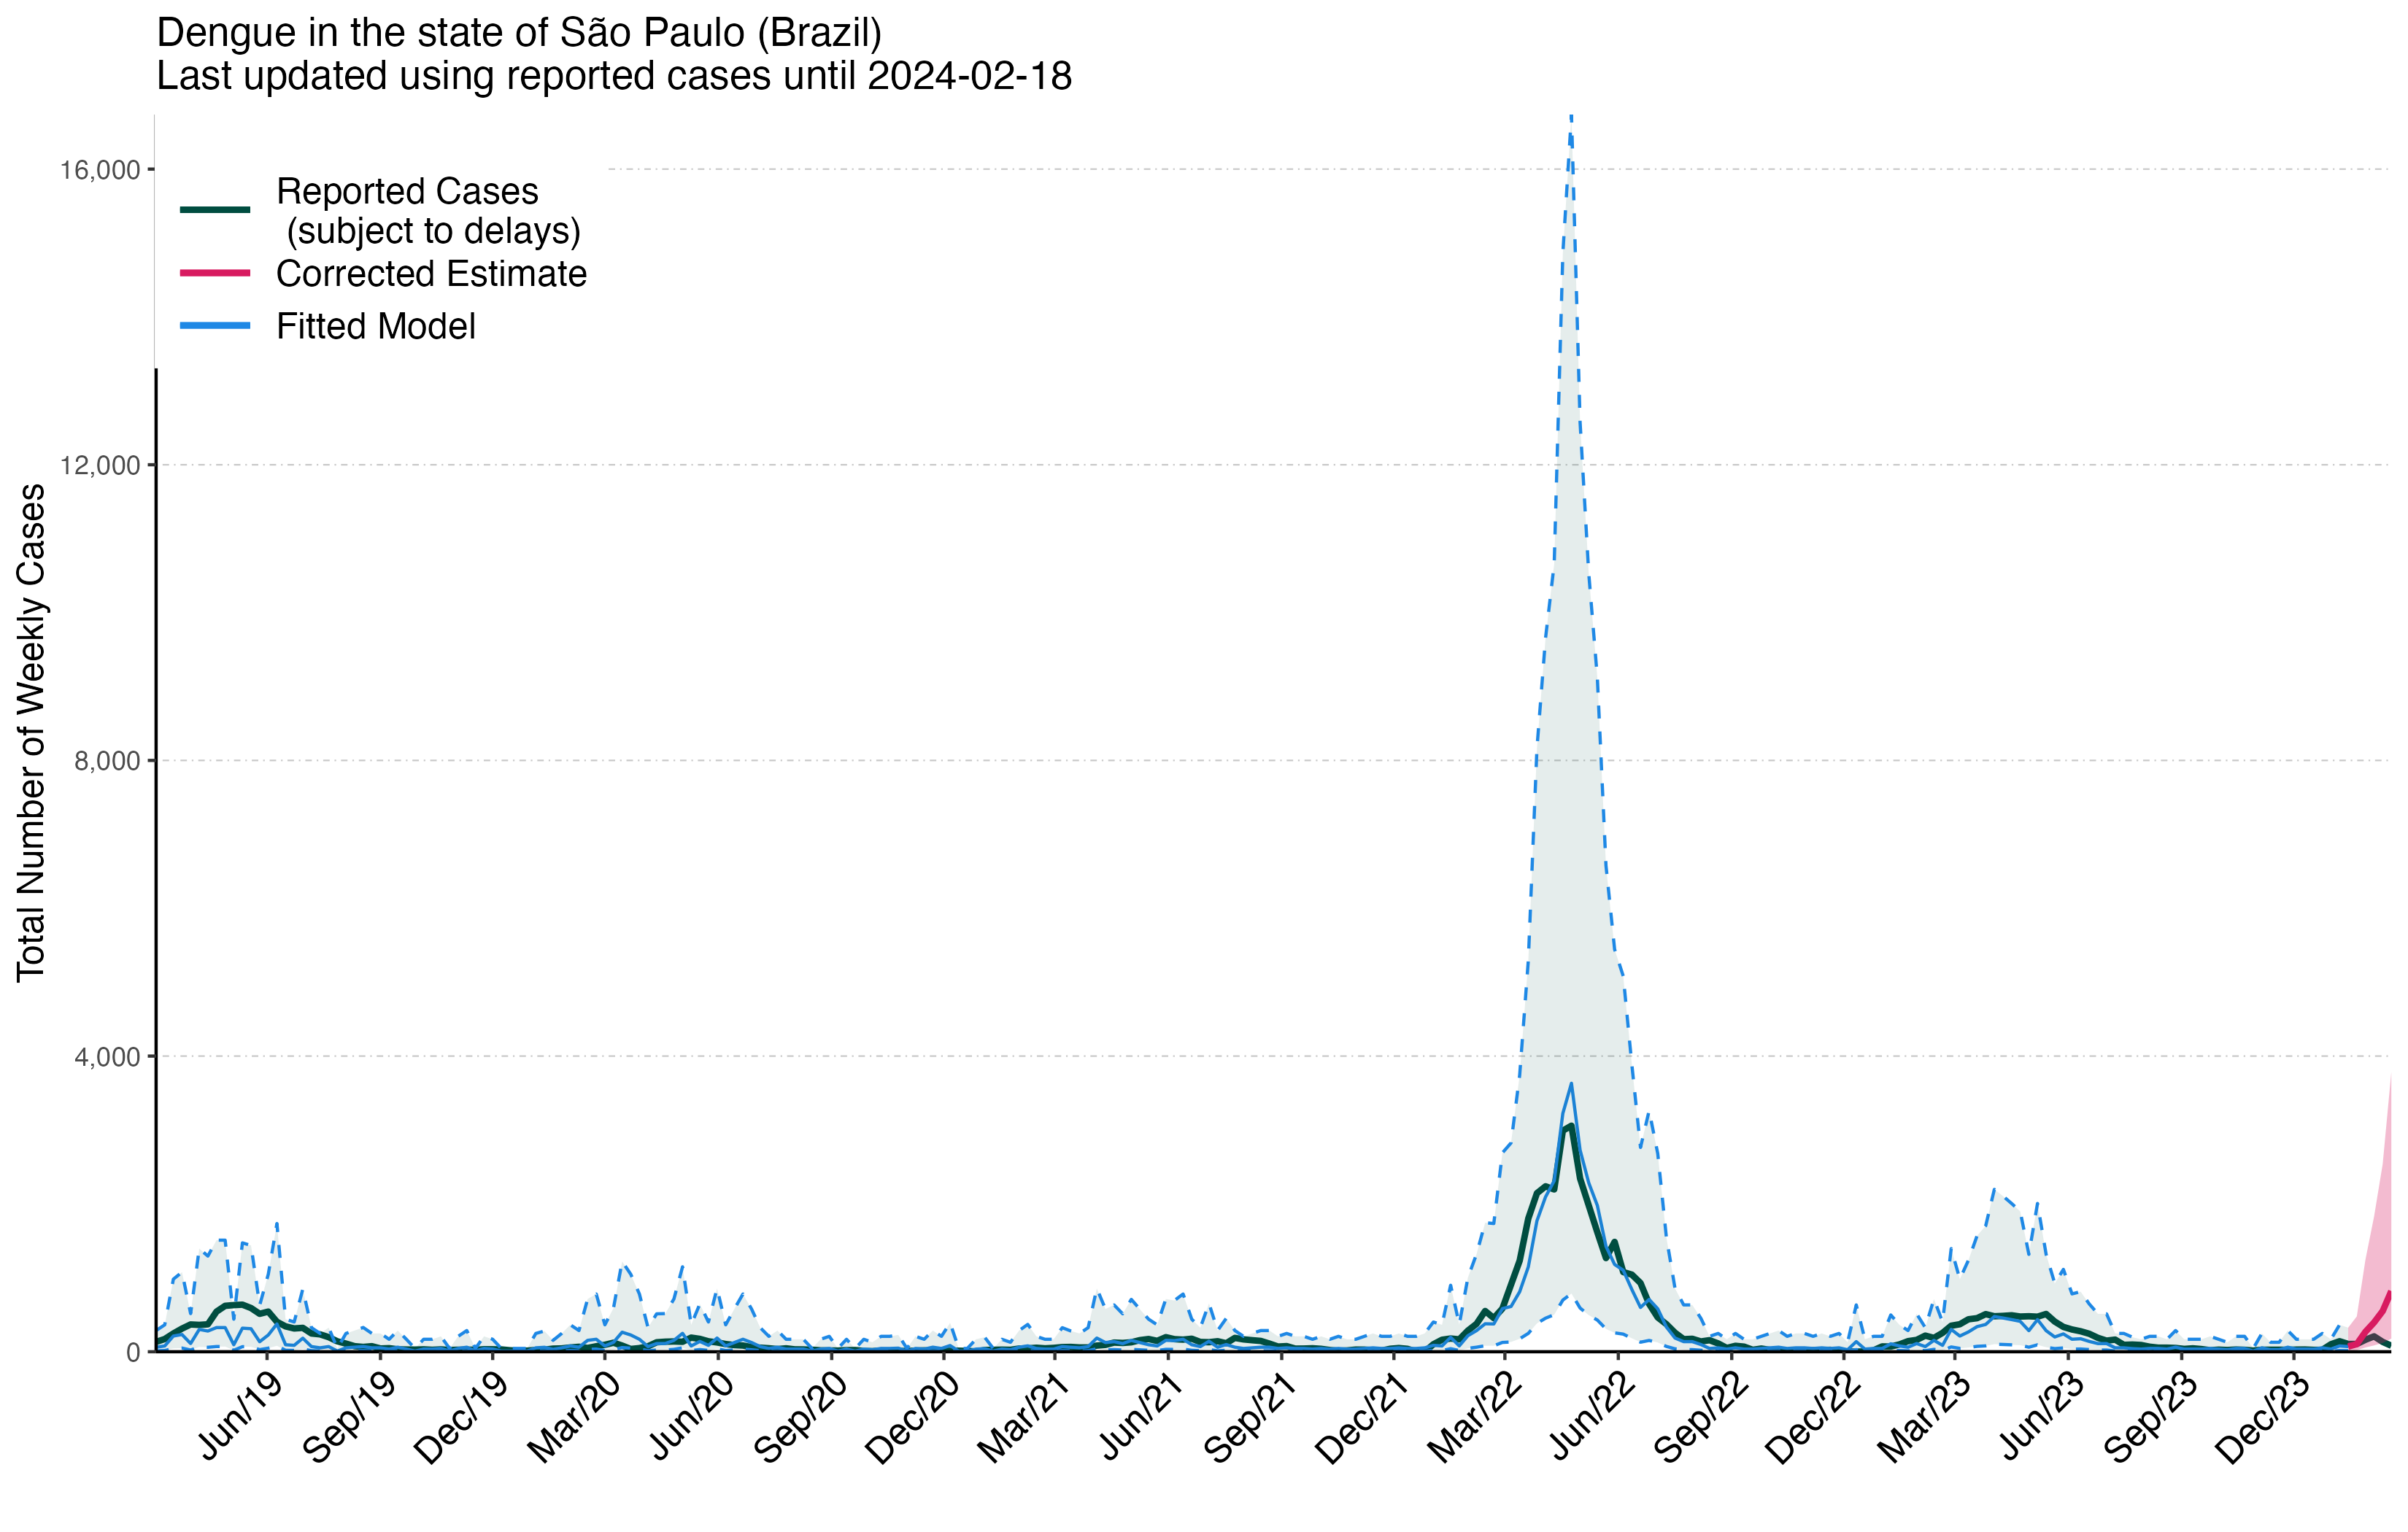 Dengue in the state of São Paulo (Brazil)
Last updated using reported cases until 2024-02-18
Total Number of Weekly Cases
16,000
12,000
8,000
4,000
0
Reported Cases
(subject to delays)
Corrected Estimate
Fitted Model
Jun/19
Sep/19
Dec/19
Mar/20
Jun/20
Sep/20
Dec/20
Mar/21
Jun/21
Sep/21
Dec/21
Mar/22
Jun/22
Sep/22
Dec/22
Mar/23
Jun/23
Sep/23
Dec/23